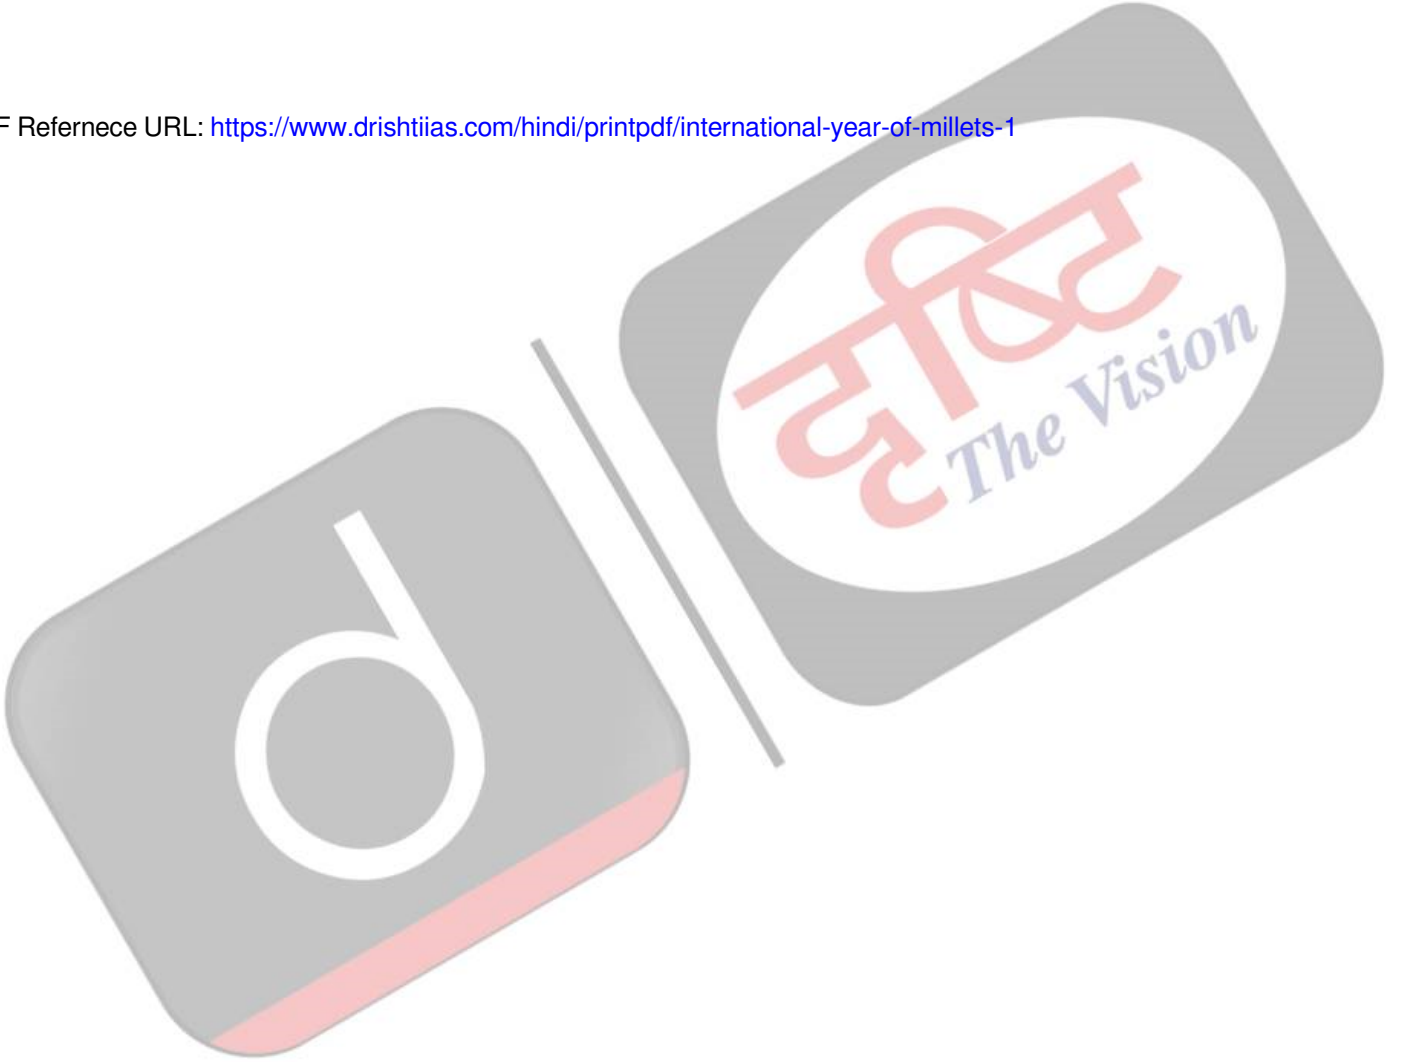 F Refernece URL: https://www.drishtiias.com/hindi/printpdf/international-year-of-millets-1
दृष्टि
The Vision
d